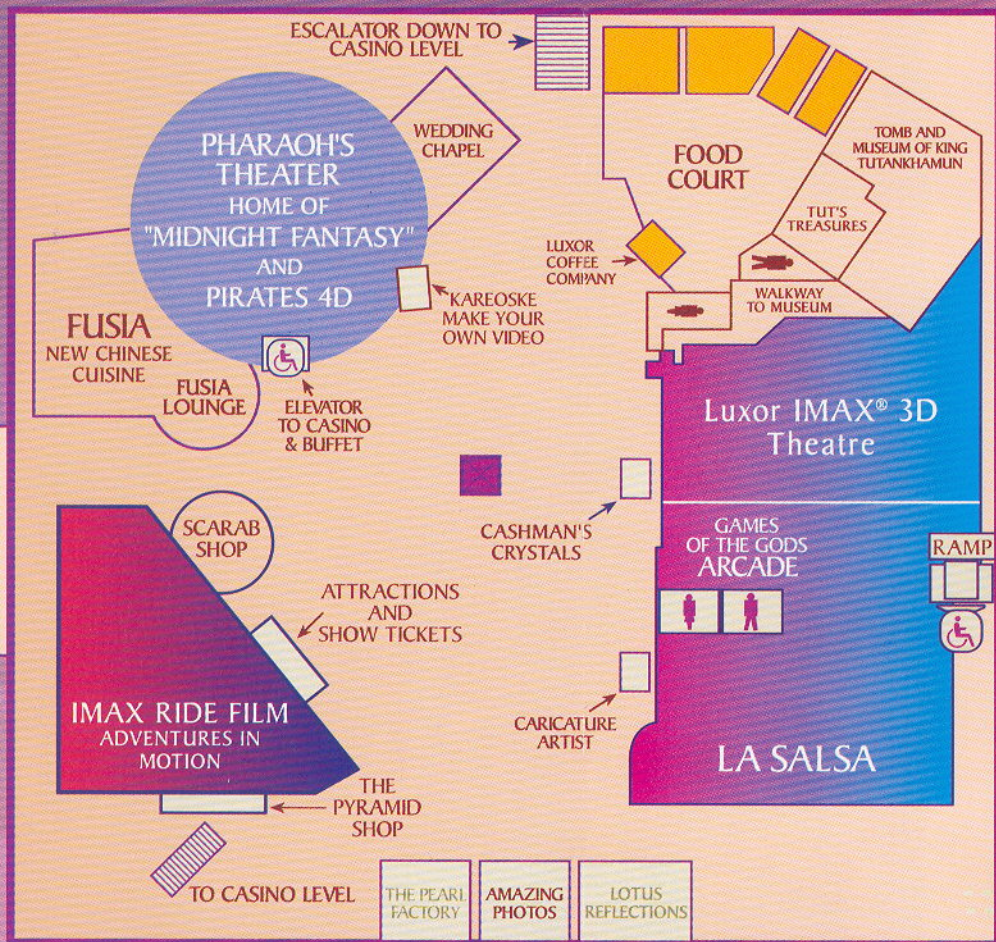 ESCALATOR DOWN TO
CASINO LEVEL
PHARAOH'S
THEATER
HOME OF
"MIDNIGHT FANTASY"
AND
PIRATES 4D
WEDDING
CHAPEL
FOOD
COURT
TOMB AND
MUSEUM OF KING
TUTANKHAMUN
TUT'S
TREASURES
LUXOR
COFFEE
COMPANY
WALKWAY
TO MUSEUM
KAREOSKE
MAKE YOUR
OWN VIDEO
FUSIA
NEW CHINESE
CUISINE
FUSIA
LOUNGE
ELEVATOR
TO CASINO
& BUFFET
Luxor IMAX® 3D
Theatre
CASHMAN'S
CRYSTALS
GAMES
OF THE GODS
ARCADE
RAMP
SCARAB
SHOP
ATTRACTIONS
AND
SHOW TICKETS
IMAX RIDE FILM
ADVENTURES IN
MOTION
CARICATURE
ARTIST
LA SALSA
THE
PYRAMID
SHOP
TO CASINO LEVEL
THE PEARL
FACTORY
AMAZING
PHOTOS
LOTUS
REFLECTIONS